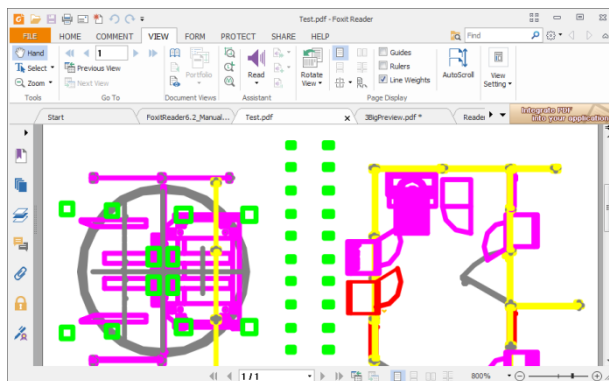 Test.pdf - Foxit Reader
FILE HOME COMMENT VIEW FORM PROTECT SHARE HELP Find
Hand 1 Guides
Select Previous View Portfolio Read Rotate View Rulers AutoScroll View Setting
Zoom Next View Line Weights
Tools Go To Document Views Assistant Page Display
Start FoxitReader6.2_Manual... Test.pdf x 3BigPreview.pdf * Reader
Integrate PDF
into your application
1 / 1 800%